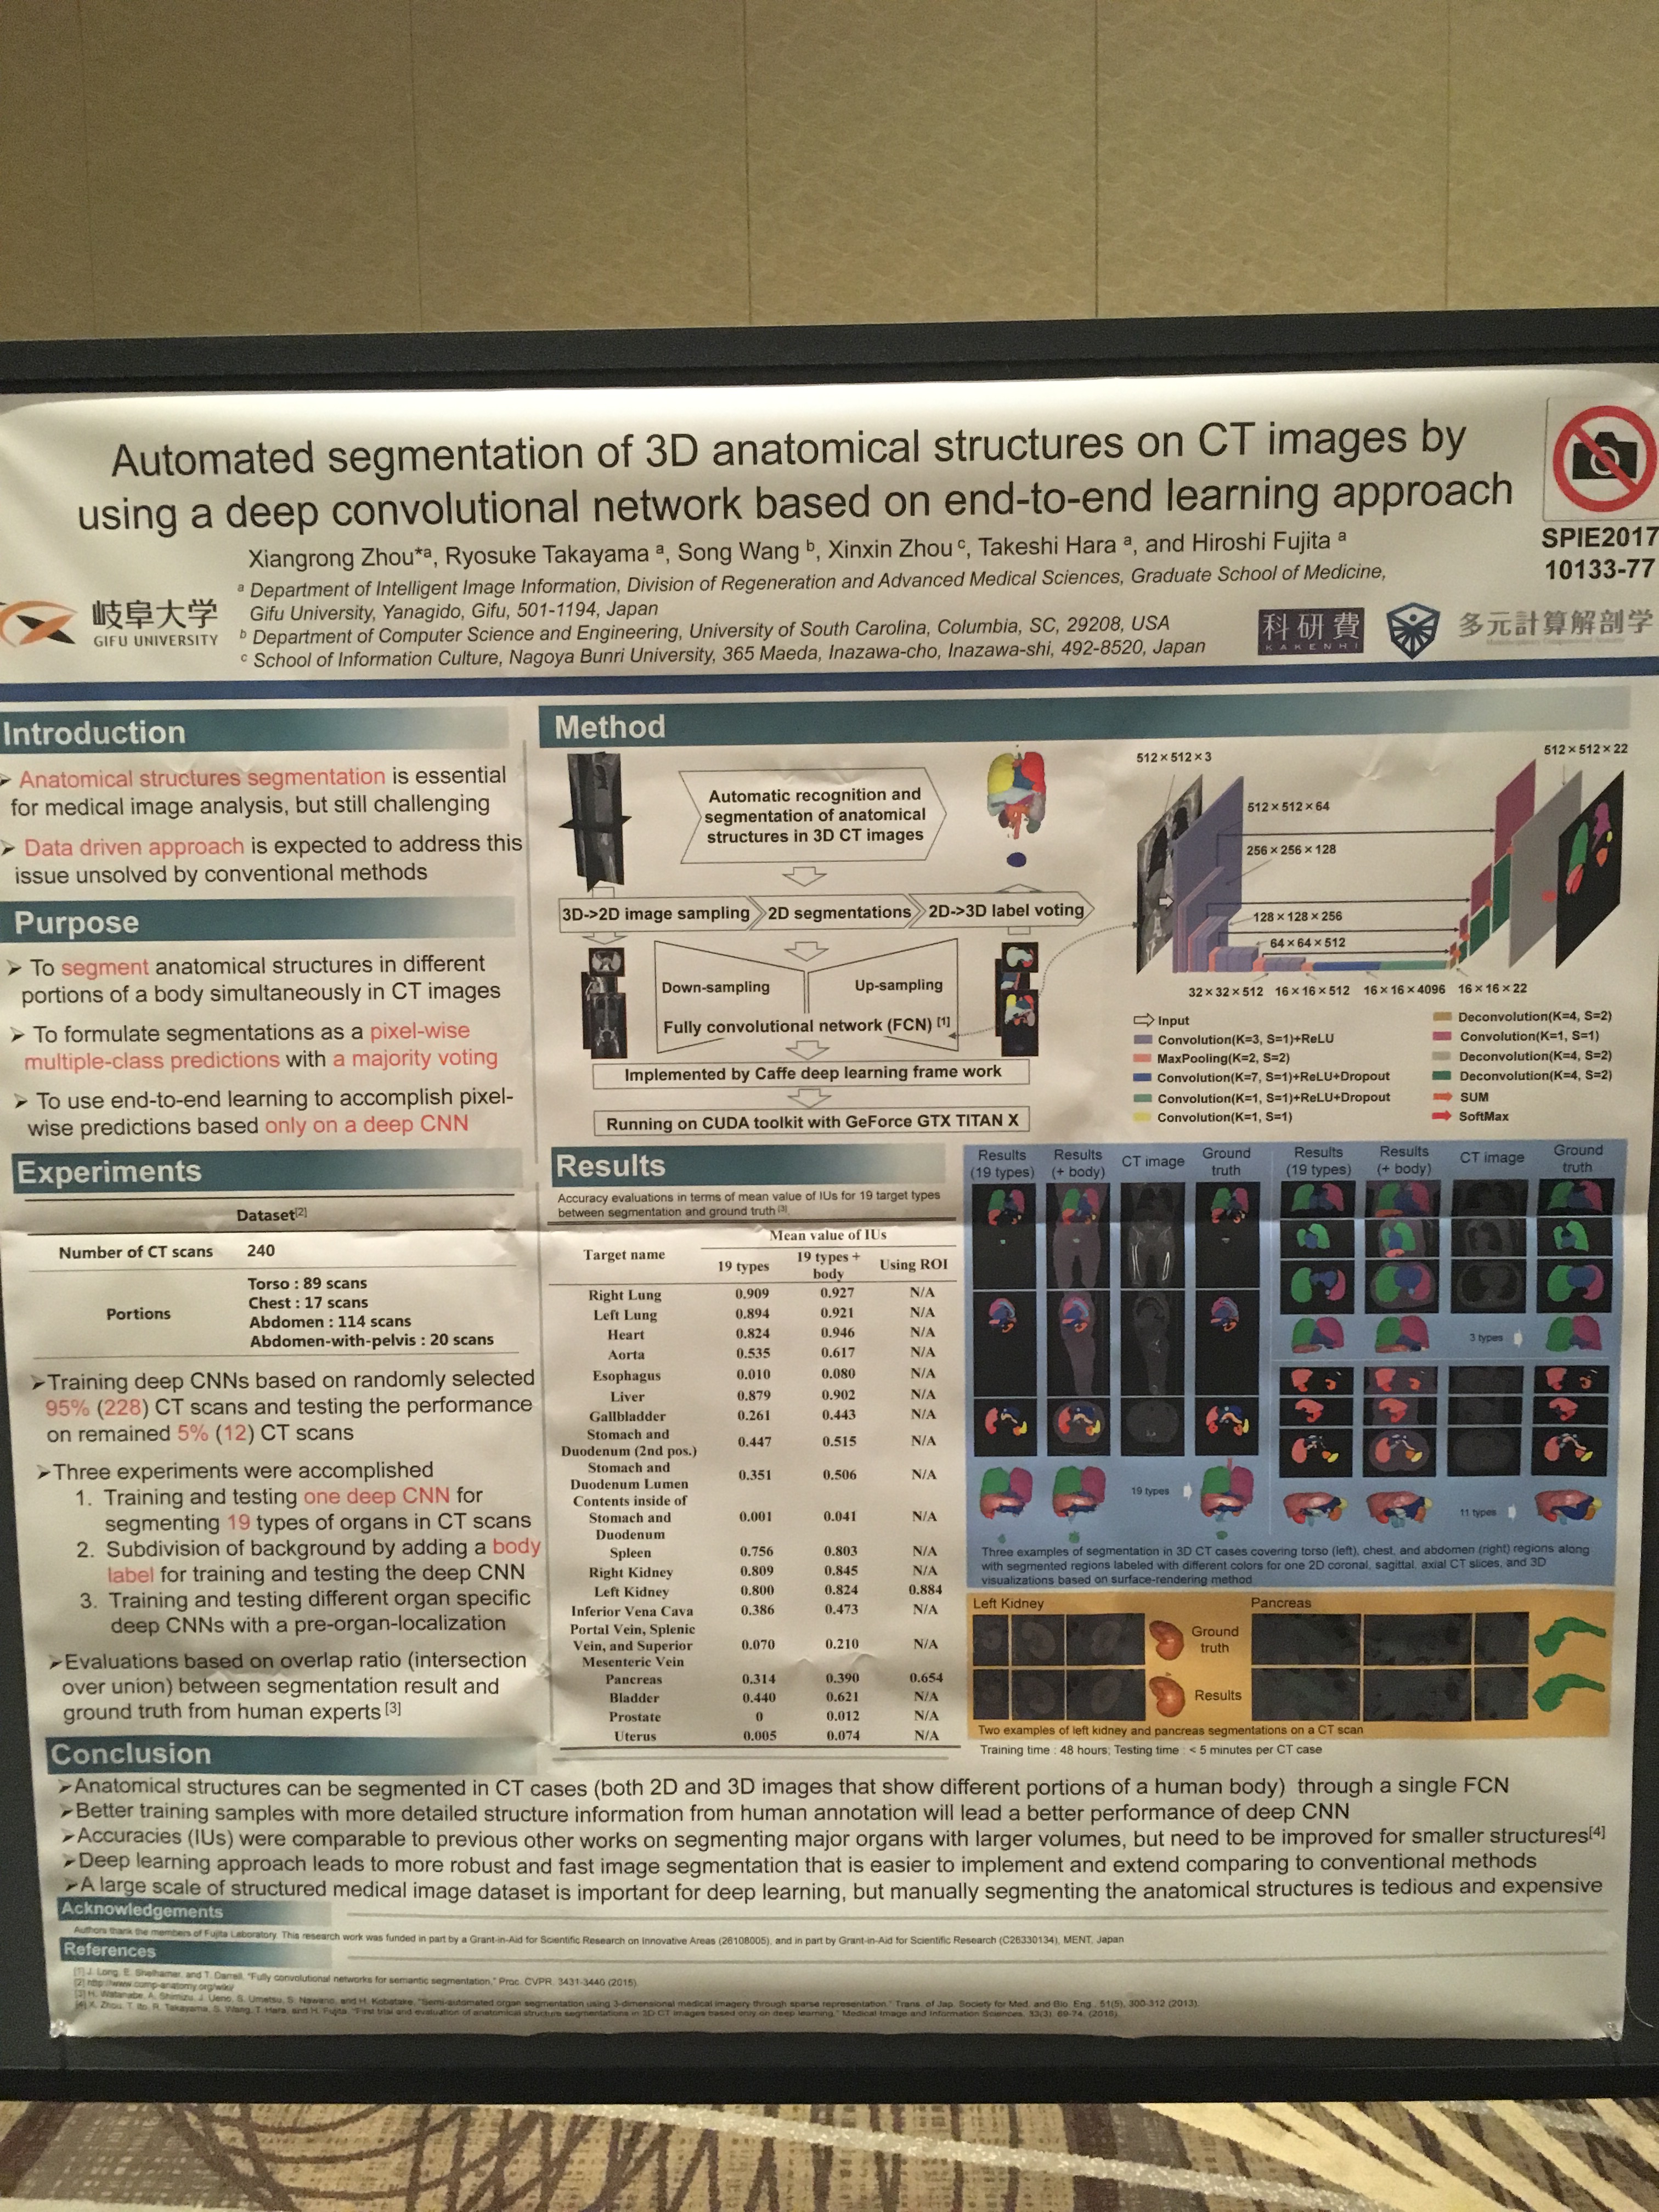 Automated segmentation of 3D anatomical structures on CT images by
using a deep convolutional network based on end-to-end learning approach
Xiangrong Zhou*a, Ryosuke Takayama a, Song Wang b, Xinxin Zhou c, Takeshi Hara a, and Hiroshi Fujita a
a Department of Intelligent Image Information, Division of Regeneration and Advanced Medical Sciences, Graduate School of Medicine,
Gifu University, Yanagido, Gifu, 501-1194, Japan
b Department of Computer Science and Engineering, University of South Carolina, Columbia, SC, 29208, USA
c School of Information Culture, Nagoya Bunri University, 365 Maeda, Inazawa-cho, Inazawa-shi, 492-8520, Japan
SPIE2017
10133-77
岐阜大学
GIFU UNIVERSITY
科研費
KAKENHI
多元計算解剖学
Introduction
Anatomical structures segmentation is essential
for medical image analysis, but still challenging
Data driven approach is expected to address this
issue unsolved by conventional methods
Purpose
To segment anatomical structures in different
portions of a body simultaneously in CT images
To formulate segmentations as a pixel-wise
multiple-class predictions with a majority voting
To use end-to-end learning to accomplish pixel-
wise predictions based only on a deep CNN
Experiments
Dataset[2]
Number of CT scans 240
Portions
Torso : 89 scans
Chest : 17 scans
Abdomen : 114 scans
Abdomen-with-pelvis : 20 scans
Training deep CNNs based on randomly selected
95% (228) CT scans and testing the performance
on remained 5% (12) CT scans
Three experiments were accomplished
1. Training and testing one deep CNN for
segmenting 19 types of organs in CT scans
2. Subdivision of background by adding a body
label for training and testing the deep CNN
3. Training and testing different organ specific
deep CNNs with a pre-organ-localization
Evaluations based on overlap ratio (intersection
over union) between segmentation result and
ground truth from human experts [3]
Method
Automatic recognition and
segmentation of anatomical
structures in 3D CT images
3D->2D image sampling 2D segmentations 2D->3D label voting
Down-sampling Up-sampling
Fully convolutional network (FCN) [1]
Implemented by Caffe deep learning frame work
Running on CUDA toolkit with GeForce GTX TITAN X
512×512×3
512×512×22
512×512×64
256×256×128
128×128×256
64×64×512
32×32×512 16×16×512 16×16×4096 16×16×22
Input
Convolution(K=3, S=1)+ReLU
MaxPooling(K=2, S=2)
Convolution(K=7, S=1)+ReLU+Dropout
Convolution(K=1, S=1)+ReLU+Dropout
Convolution(K=1, S=1)
Deconvolution(K=4, S=2)
Convolution(K=1, S=1)
Deconvolution(K=4, S=2)
Deconvolution(K=4, S=2)
SUM
SoftMax
Results
Accuracy evaluations in terms of mean value of IUs for 19 target types
between segmentation and ground truth [3].
Target name
Mean value of IUs
19 types 19 types + body Using ROI
Right Lung 0.909 0.927 N/A
Left Lung 0.894 0.921 N/A
Heart 0.824 0.946 N/A
Aorta 0.535 0.617 N/A
Esophagus 0.010 0.080 N/A
Liver 0.879 0.902 N/A
Gallbladder 0.261 0.443 N/A
Stomach and Duodenum (2nd pos.) 0.447 0.515 N/A
Stomach and Duodenum Lumen 0.351 0.506 N/A
Contents inside of Stomach and Duodenum 0.001 0.041 N/A
Spleen 0.756 0.803 N/A
Right Kidney 0.809 0.845 N/A
Left Kidney 0.800 0.824 0.884
Inferior Vena Cava 0.386 0.473 N/A
Portal Vein, Splenic Vein, and Superior Mesenteric Vein 0.070 0.210 N/A
Pancreas 0.314 0.390 0.654
Bladder 0.440 0.621 N/A
Prostate 0 0.012 N/A
Uterus 0.005 0.074 N/A
Results (19 types) Results (+ body) CT image Ground truth
19 types
Results (19 types) Results (+ body) CT image Ground truth
3 types
11 types
Three examples of segmentation in 3D CT cases covering torso (left), chest, and abdomen (right) regions along
with segmented regions labeled with different colors for one 2D coronal, sagittal, axial CT slices, and 3D
visualizations based on surface-rendering method
Left Kidney Pancreas
Ground truth
Results
Two examples of left kidney and pancreas segmentations on a CT scan
Training time : 48 hours; Testing time : < 5 minutes per CT case
Conclusion
Anatomical structures can be segmented in CT cases (both 2D and 3D images that show different portions of a human body) through a single FCN
Better training samples with more detailed structure information from human annotation will lead a better performance of deep CNN
Accuracies (IUs) were comparable to previous other works on segmenting major organs with larger volumes, but need to be improved for smaller structures[4]
Deep learning approach leads to more robust and fast image segmentation that is easier to implement and extend comparing to conventional methods
A large scale of structured medical image dataset is important for deep learning, but manually segmenting the anatomical structures is tedious and expensive
Acknowledgements
Authors thank the members of Fujita Laboratory. This research work was funded in part by a Grant-in-Aid for Scientific Research on Innovative Areas (26108005), and in part by Grant-in-Aid for Scientific Research (C26330134), MENT, Japan
References
[1] J. Long, E. Shelhamer, and T. Darrell, "Fully convolutional networks for semantic segmentation," Proc. CVPR, 3431-3440 (2015).
[2] http://www.comp-anatomy.org/wiki/
[3] H. Watanabe, A. Shimizu, J. Ueno, S. Umetsu, S. Nawano, and H. Kobatake, "Semi-automated organ segmentation using 3-dimensional medical imagery through sparse representation," Trans. of Jap. Society for Med. and Bio. Eng., 51(5), 300-312 (2013).
[4] X. Zhou, T. Ito, R. Takayama, S. Wang, T. Hara, and H. Fujita, "First trial and evaluation of anatomical structure segmentations in 3D CT images based only on deep learning," Medical Image and Information Sciences, 33(3), 69-74, (2016).